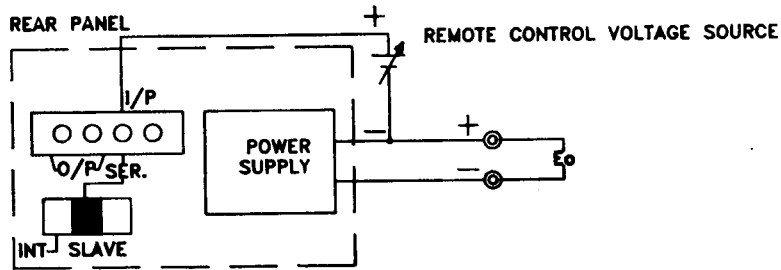 REAR PANEL
+
REMOTE CONTROL VOLTAGE SOURCE
I/P
O/P SER.
POWER
SUPPLY
−
+
−
Eo
INT SLAVE